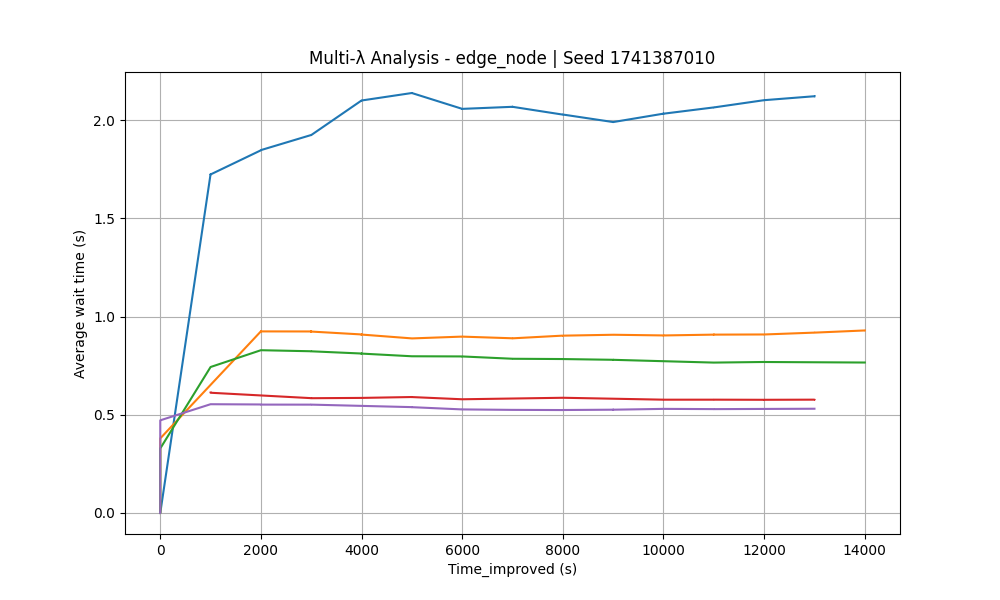 Multi-λ Analysis - edge_node | Seed 1741387010
Average wait time (s)
2.0
1.5
1.0
0.5
0.0
0 2000 4000 6000 8000 10000 12000 14000
Time_improved (s)